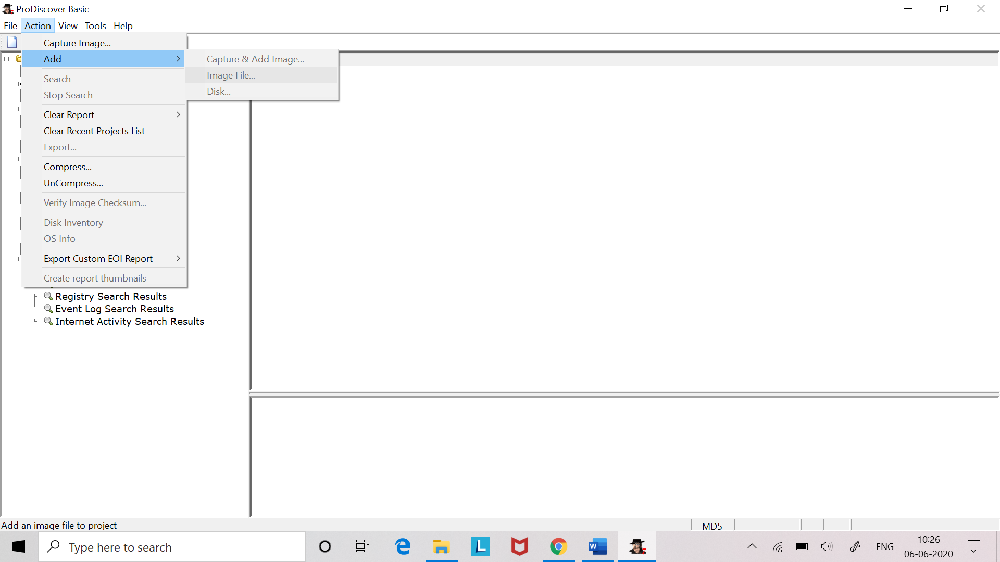 ProDiscover Basic
File Action View Tools Help
Capture Image...
Add
Search
Stop Search
Clear Report
Clear Recent Projects List
Export...
Compress...
UnCompress...
Verify Image Checksum...
Disk Inventory
OS Info
Export Custom EOI Report
Create report thumbnails
Capture & Add Image...
Image File...
Disk...
Registry Search Results
Event Log Search Results
Internet Activity Search Results
Add an image file to project
MD5
Type here to search
L
W
ENG
10:26
06-06-2020